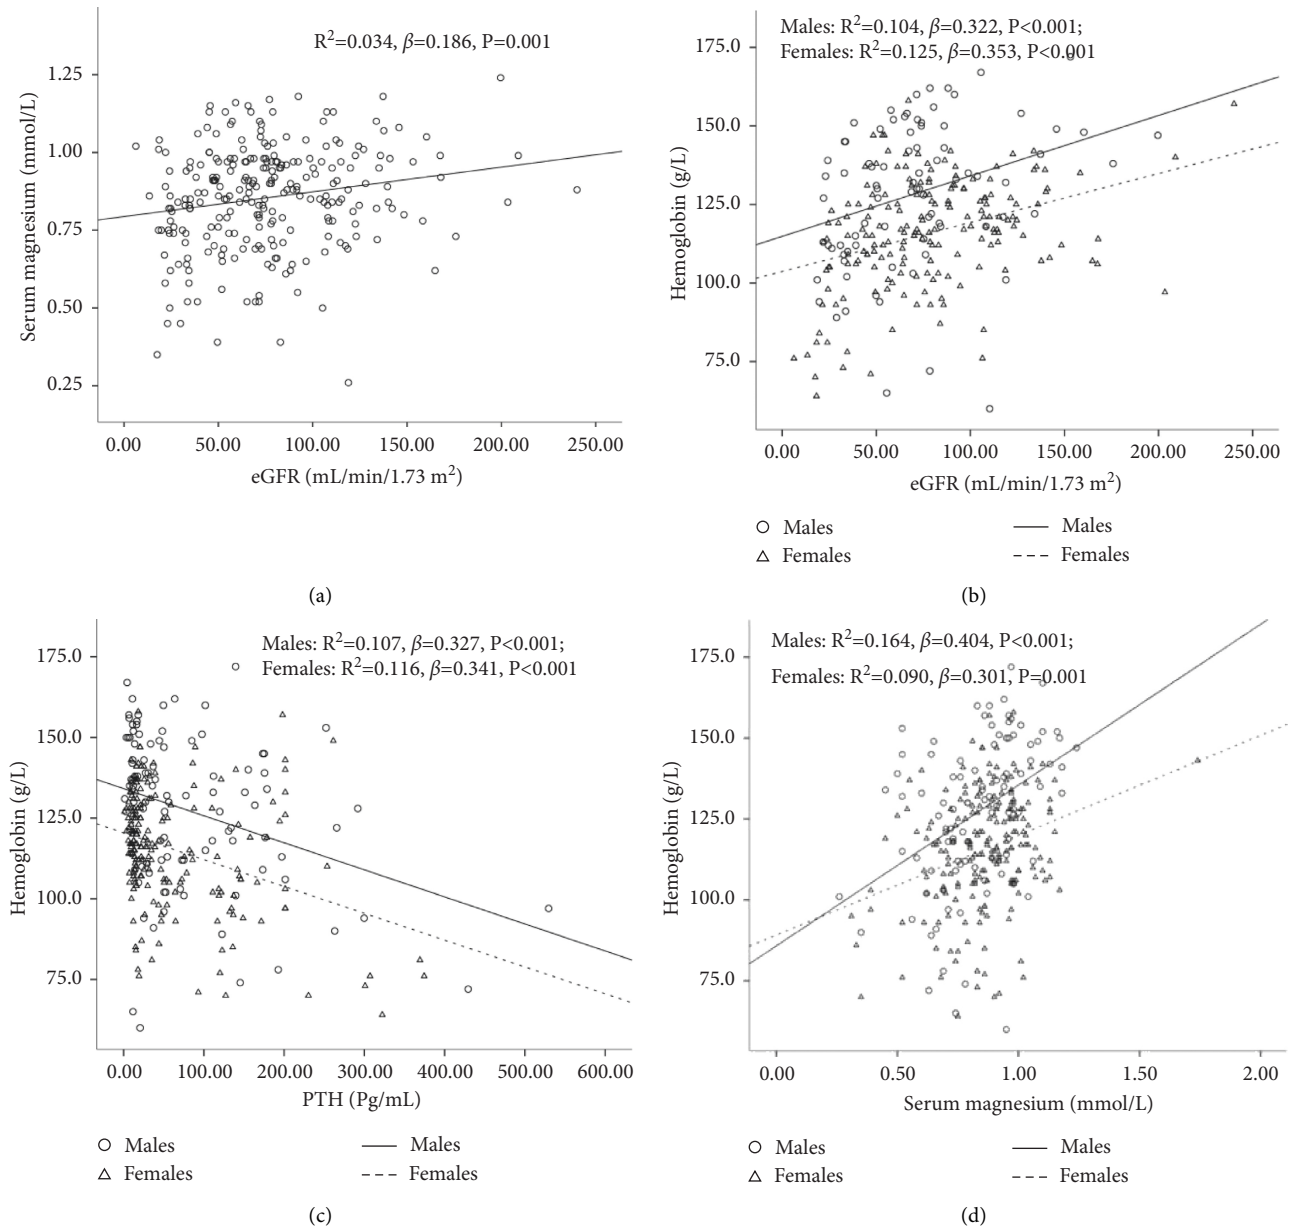 R²=0.034, β=0.186, P=0.001
1.25
1.00
0.75
0.50
0.25
Serum magnesium (mmol/L)
0.00 50.00 100.00 150.00 200.00 250.00
eGFR (mL/min/1.73 m²)
(a)
Males: R²=0.104, β=0.322, P<0.001;
Females: R²=0.125, β=0.353, P<0.001
175.0
150.0
125.0
100.0
75.0
Hemoglobin (g/L)
0.00 50.00 100.00 150.00 200.00 250.00
eGFR (mL/min/1.73 m²)
Males Males
Females Females
(b)
Males: R²=0.107, β=0.327, P<0.001;
Females: R²=0.116, β=0.341, P<0.001
175.0
150.0
125.0
100.0
75.0
Hemoglobin (g/L)
0.00 100.00 200.00 300.00 400.00 500.00 600.00
PTH (Pg/mL)
Males Males
Females Females
(c)
Males: R²=0.164, β=0.404, P<0.001;
Females: R²=0.090, β=0.301, P=0.001
175.0
150.0
125.0
100.0
75.0
Hemoglobin (g/L)
0.00 0.50 1.00 1.50 2.00
Serum magnesium (mmol/L)
Males Males
Females Females
(d)